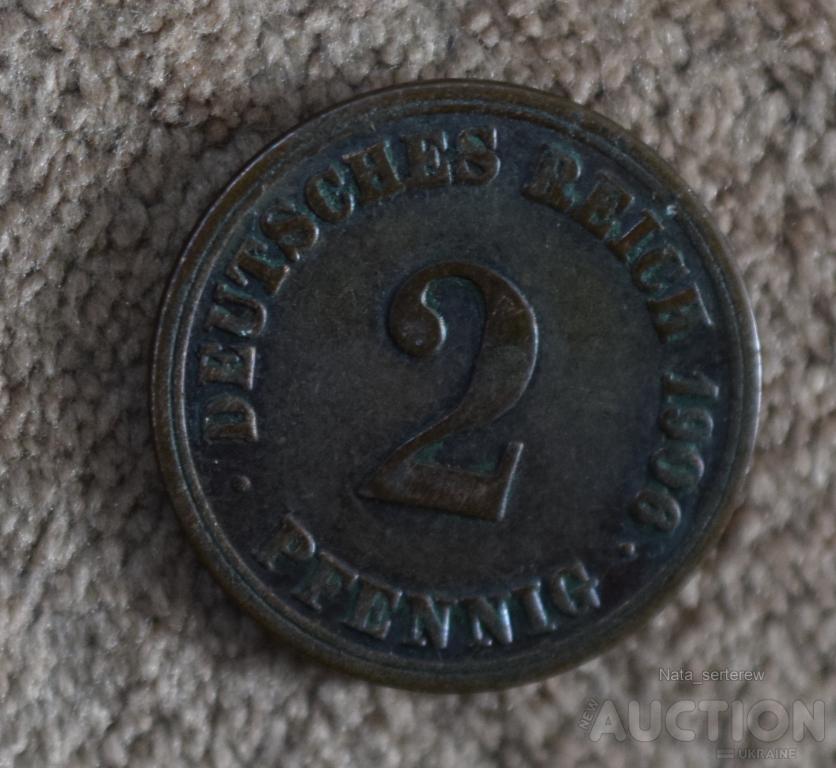 DEUTSCHES REICH 1906
2
PFENNIG
Nata_serterew
NEW AUCTION
UKRAINE